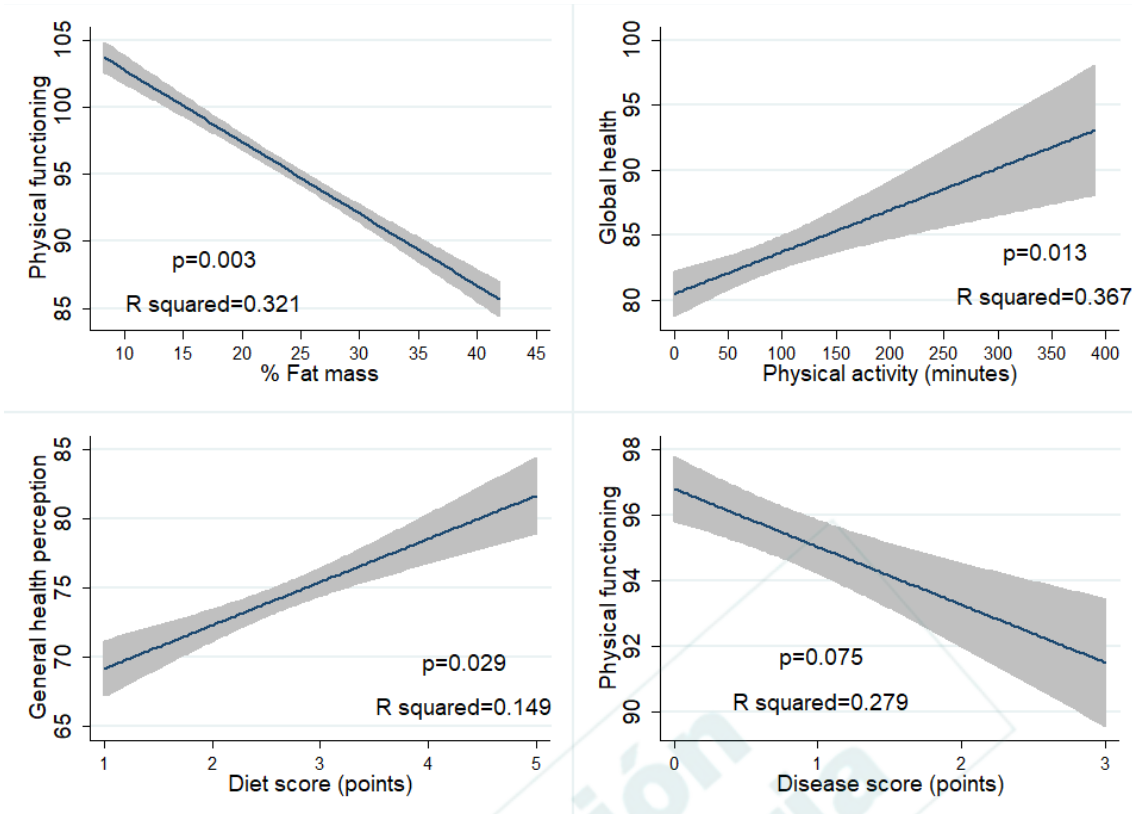 Physical functioning
105
100
95
90
85
p=0.003
R squared=0.321
10 15 20 25 30 35 40 45
% Fat mass
Global health
100
95
90
85
80
p=0.013
R squared=0.367
0 50 100 150 200 250 300 350 400
Physical activity (minutes)
General health perception
85
80
75
70
65
p=0.029
R squared=0.149
1 2 3 4 5
Diet score (points)
Physical functioning
98
96
94
92
90
p=0.075
R squared=0.279
0 1 2 3
Disease score (points)